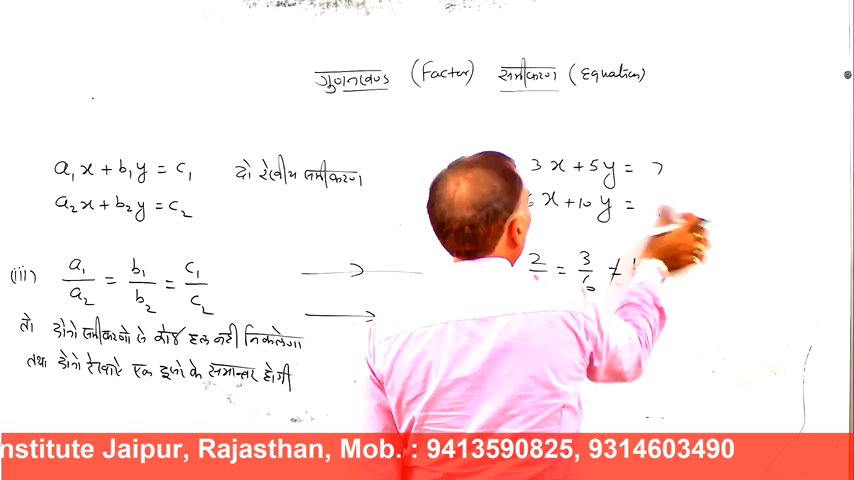 गुणनखण्ड (Factor) समीकरण (Equation)
a₁x + b₁y = c₁ दो रेखीय समीकरण
a₂x + b₂y = c₂
3x + 5y = 7
x + 10y =
(iii) a₁/a₂ = b₁/b₂ = c₁/c₂
2/ = 3/6 ≠
तो दोनो समीकरणो से कोई हल नही निकलेगा
तथा दोनो रेखाऐ एक दूसरे के समान्तर होगी
nstitute Jaipur, Rajasthan, Mob. : 9413590825, 9314603490